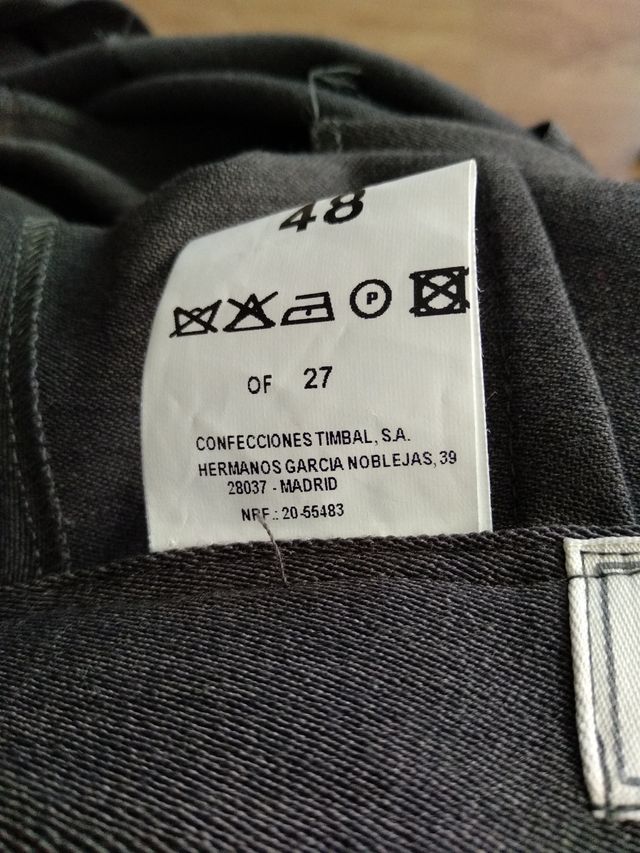 48
P
OF 27
CONFECCIONES TIMBAL, S.A.
HERMANOS GARCIA NOBLEJAS, 39
28037 - MADRID
NRF.: 20-55483